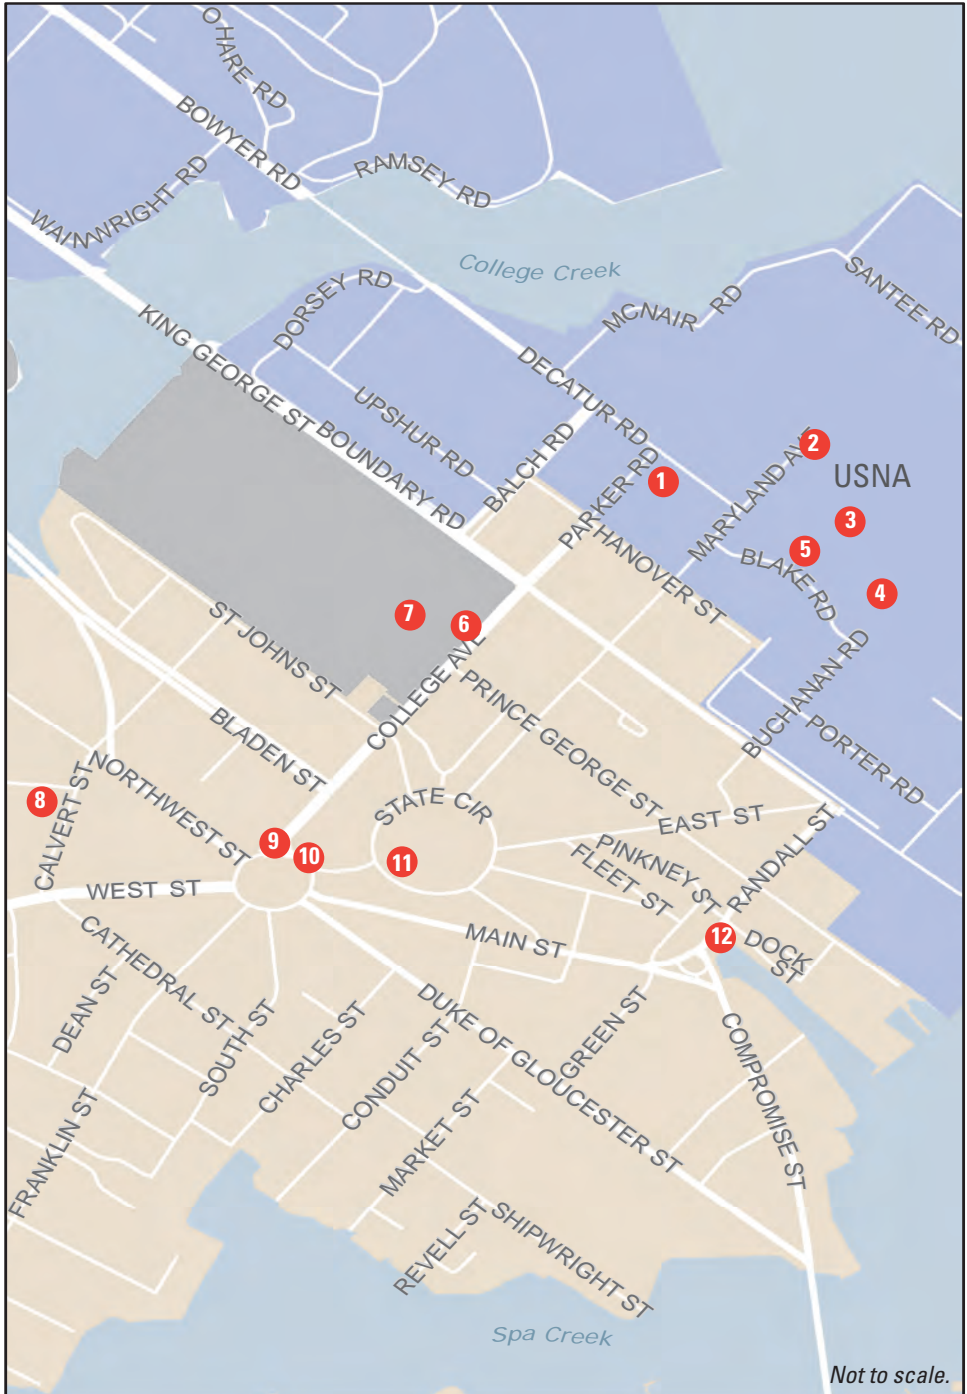 O HARE RD
BOWYER RD
RAMSEY RD
WAINWRIGHT RD
College Creek
SANTEE RD
DORSEY RD
MCNAIR RD
KING GEORGE ST
DECATUR RD
UPSHUR RD
BOUNDARY RD
BALCH RD
PARKER RD
MARYLAND AVE
2
1
USNA
3
HANOVER ST
5
BLAKE RD
4
7
6
ST JOHNS ST
COLLEGE AVE
BUCHANAN RD
PRINCE GEORGE ST
PORTER RD
BLADEN ST
NORTHWEST ST
CALVERT ST
8
STATE CIR
EAST ST
RANDALL ST
9
10
11
PINKNEY ST
FLEET ST
WEST ST
MAIN ST
12
DOCK ST
CATHEDRAL ST
DEAN ST
SOUTH ST
CHARLES ST
CONDUIT ST
DUKE OF GLOUCESTER ST
GREEN ST
COMPROMISE ST
FRANKLIN ST
MARKET ST
REVELL ST
SHIPWRIGHT ST
Spa Creek
Not to scale.